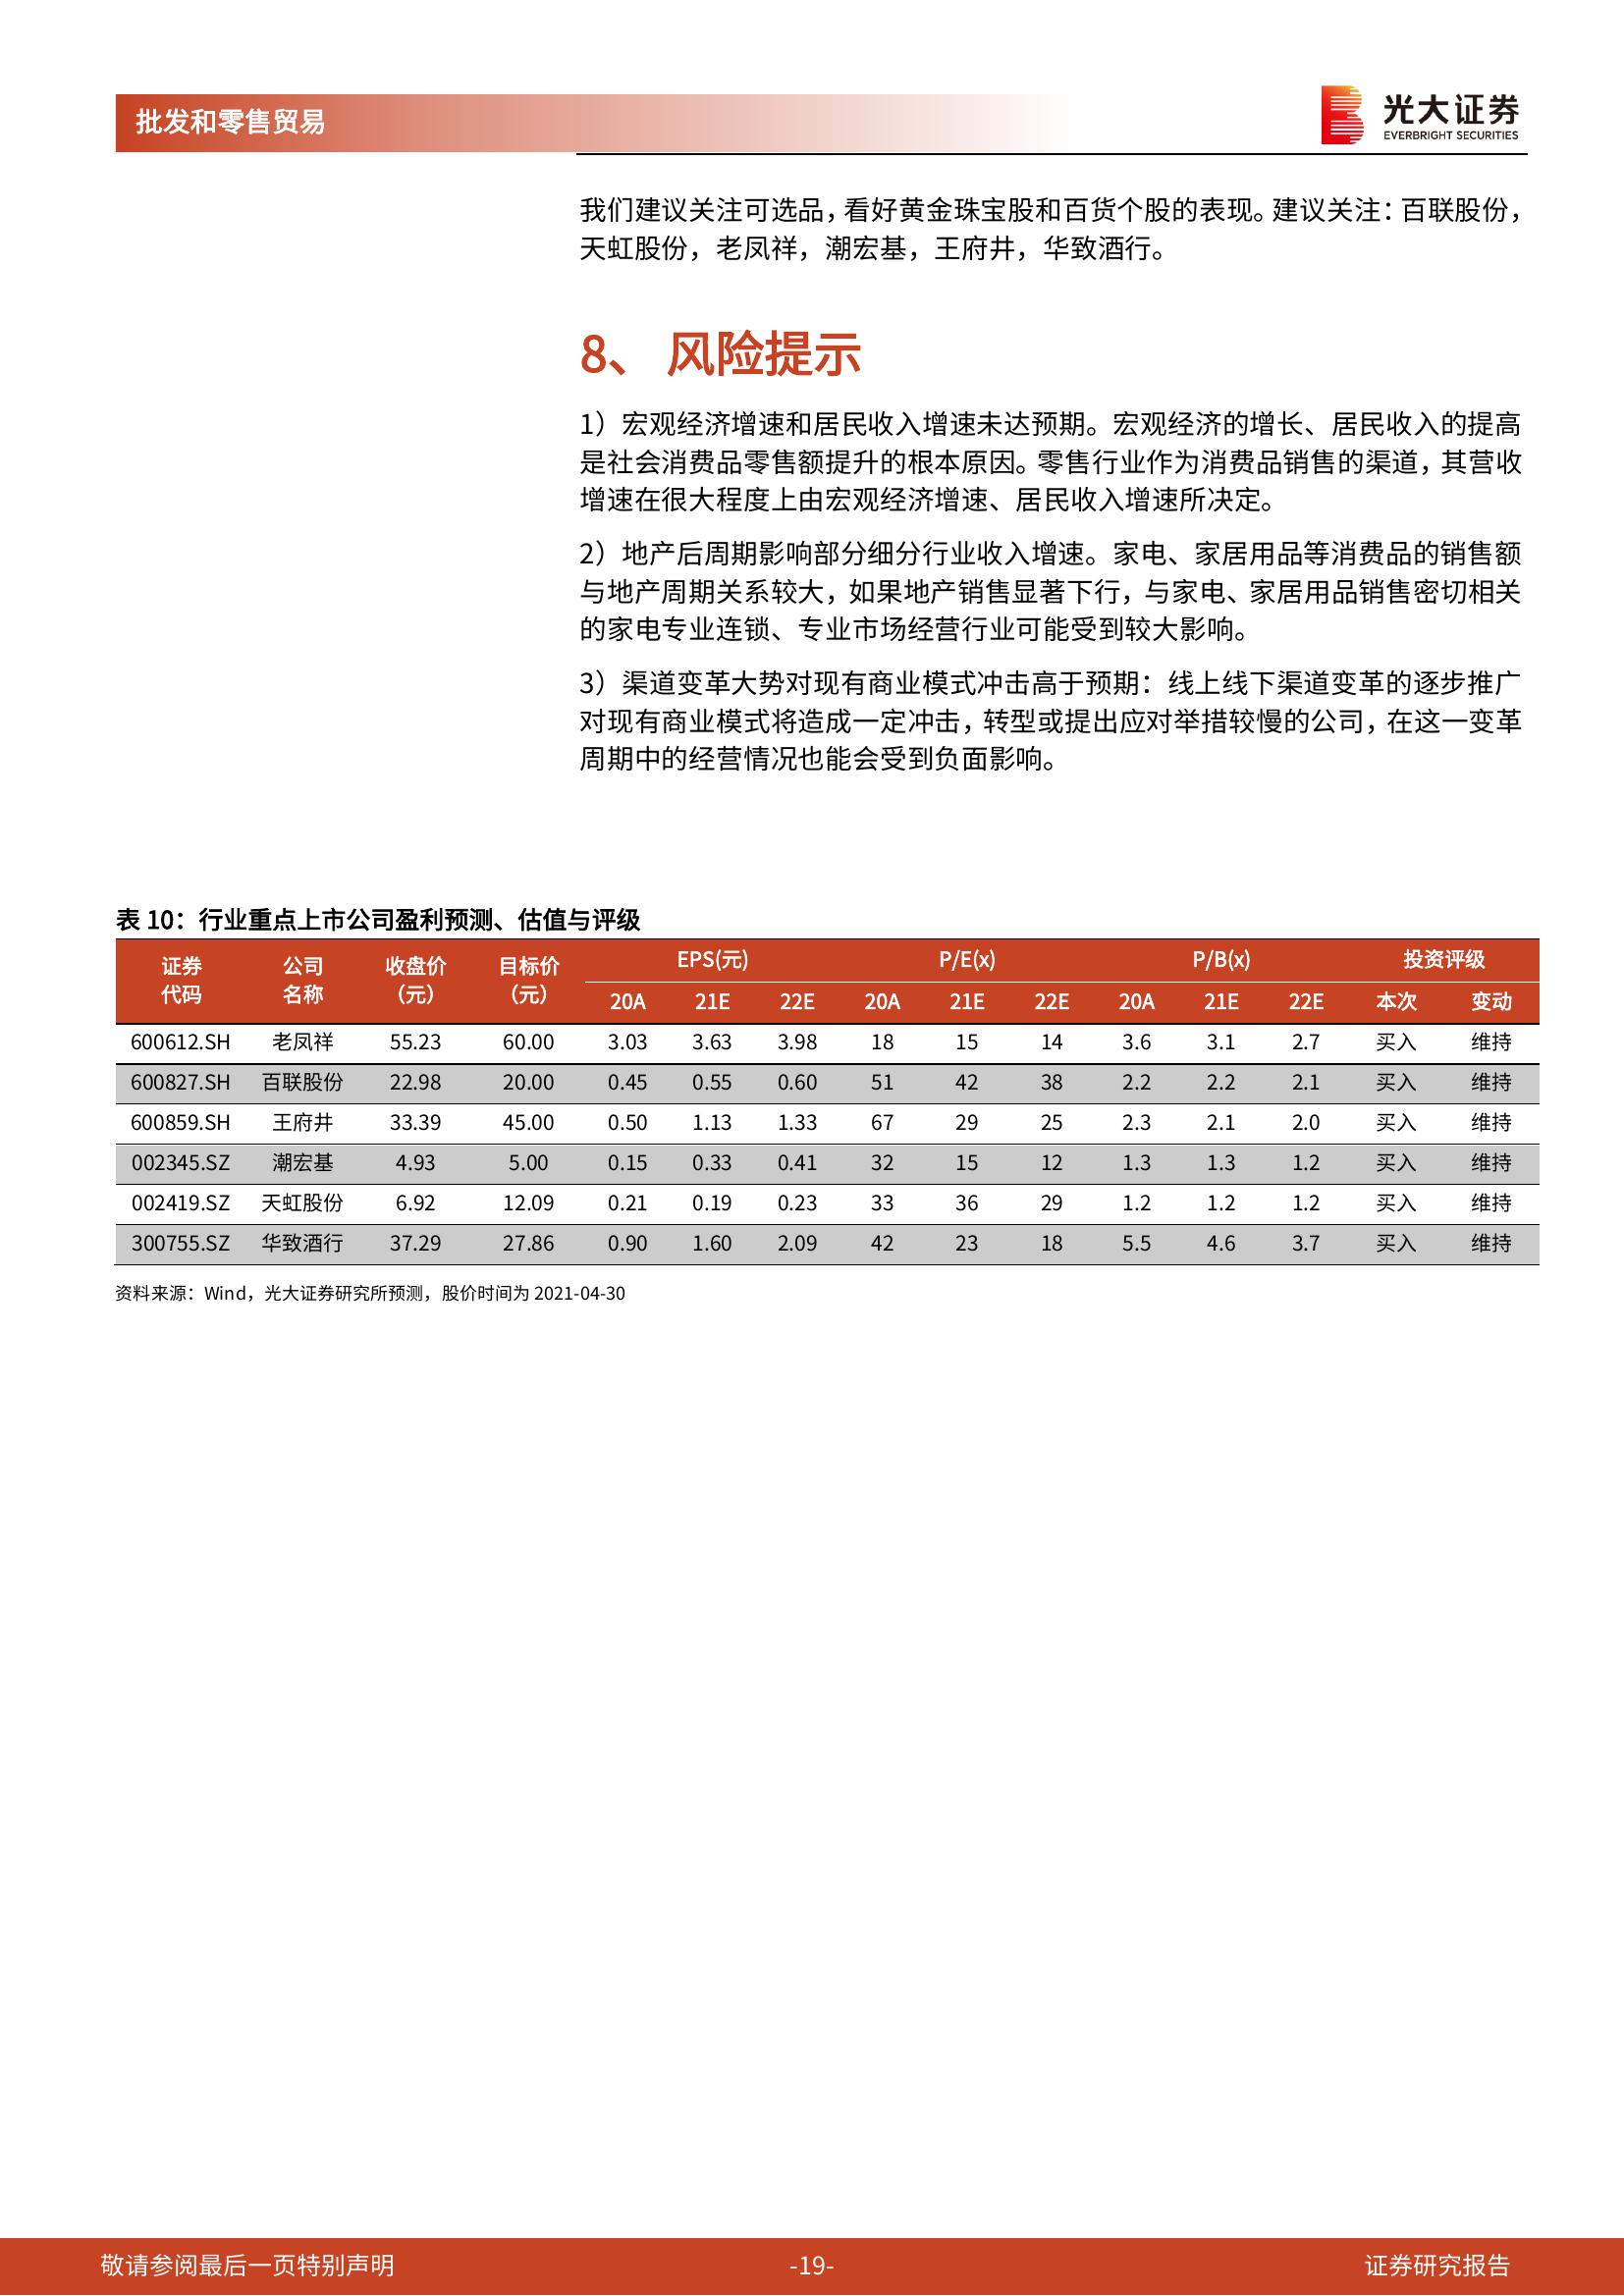 批发和零售贸易
光大证券
EVERBRIGHT SECURITIES
我们建议关注可选品，看好黄金珠宝股和百货个股的表现。建议关注：百联股份，
天虹股份，老凤祥，潮宏基，王府井，华致酒行。
8、 风险提示
1）宏观经济增速和居民收入增速未达预期。宏观经济的增长、居民收入的提高
是社会消费品零售额提升的根本原因。零售行业作为消费品销售的渠道，其营收
增速在很大程度上由宏观经济增速、居民收入增速所决定。
2）地产后周期影响部分细分行业收入增速。家电、家居用品等消费品的销售额
与地产周期关系较大，如果地产销售显著下行，与家电、家居用品销售密切相关
的家电专业连锁、专业市场经营行业可能受到较大影响。
3）渠道变革大势对现有商业模式冲击高于预期：线上线下渠道变革的逐步推广
对现有商业模式将造成一定冲击，转型或提出应对举措较慢的公司，在这一变革
周期中的经营情况也能会受到负面影响。
表 10：行业重点上市公司盈利预测、估值与评级
证券 公司 收盘价 目标价 EPS(元) P/E(x) P/B(x) 投资评级
代码 名称 （元） （元） 20A 21E 22E 20A 21E 22E 20A 21E 22E 本次 变动
600612.SH 老凤祥 55.23 60.00 3.03 3.63 3.98 18 15 14 3.6 3.1 2.7 买入 维持
600827.SH 百联股份 22.98 20.00 0.45 0.55 0.60 51 42 38 2.2 2.2 2.1 买入 维持
600859.SH 王府井 33.39 45.00 0.50 1.13 1.33 67 29 25 2.3 2.1 2.0 买入 维持
002345.SZ 潮宏基 4.93 5.00 0.15 0.33 0.41 32 15 12 1.3 1.3 1.2 买入 维持
002419.SZ 天虹股份 6.92 12.09 0.21 0.19 0.23 33 36 29 1.2 1.2 1.2 买入 维持
300755.SZ 华致酒行 37.29 27.86 0.90 1.60 2.09 42 23 18 5.5 4.6 3.7 买入 维持
资料来源：Wind，光大证券研究所预测，股价时间为 2021-04-30
敬请参阅最后一页特别声明 -19- 证券研究报告